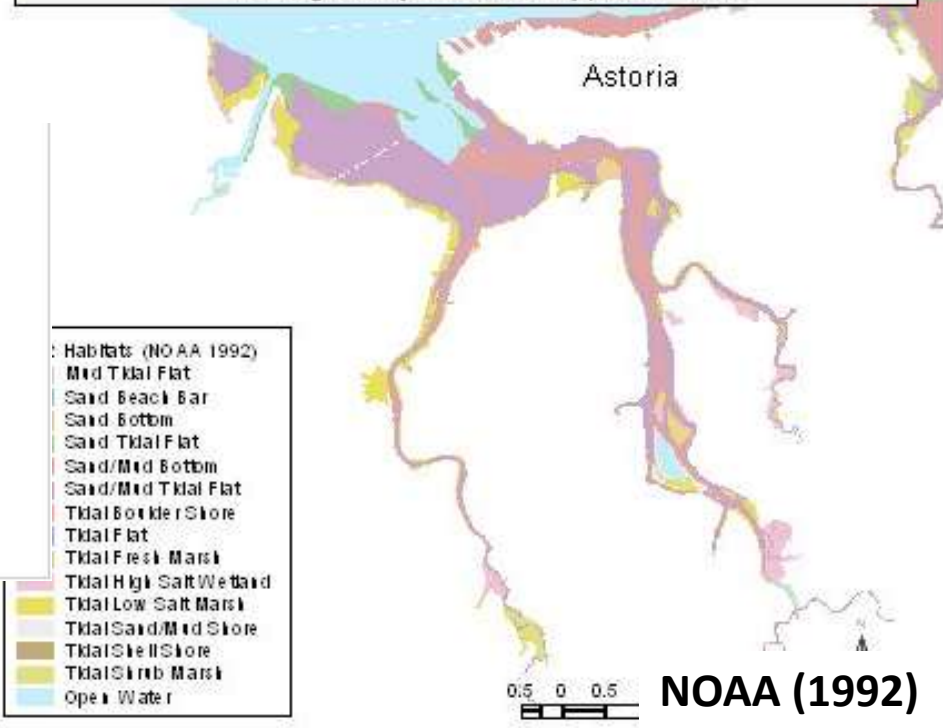 Astoria
: Habitats (NOAA 1992)
Mud Tidal Flat
Sand Beach Bar
Sand Bottom
Sand Tidal Flat
Sand/Mud Bottom
Sand/Mud Tidal Flat
Tidal Boulder Shore
Tidal Flat
Tidal Fresh Marsh
Tidal High Salt Wetland
Tidal Low Salt Marsh
Tidal Sand/Mud Shore
Tidal Shell Shore
Tidal Shrub Marsh
Open Water
N
0.5 0 0.5
NOAA (1992)